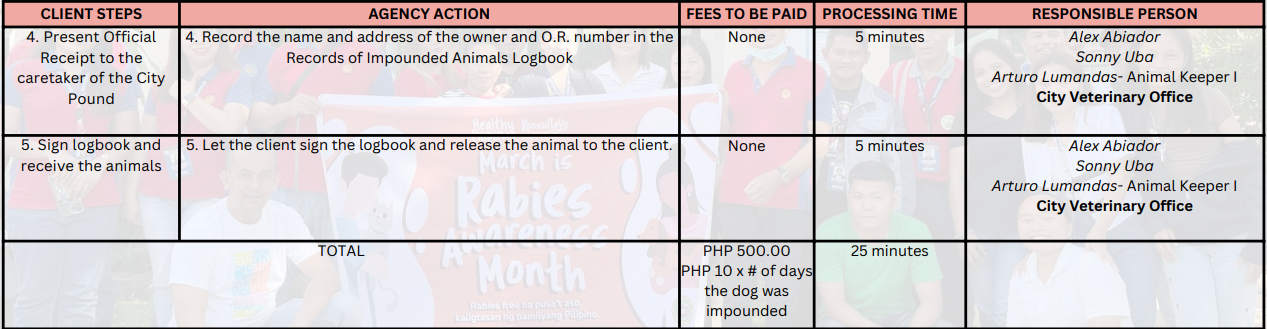 CLIENT STEPS AGENCY ACTION FEES TO BE PAID PROCESSING TIME RESPONSIBLE PERSON
4. Present Official
Receipt to the
caretaker of the City
Pound
4. Record the name and address of the owner and O.R. number in the
Records of Impounded Animals Logbook
None
5 minutes
Alex Abiador
Sonny Uba
Arturo Lumandas- Animal Keeper I
City Veterinary Office
5. Sign logbook and
receive the animals
5. Let the client sign the logbook and release the animal to the client.
None
5 minutes
Alex Abiador
Sonny Uba
Arturo Lumandas- Animal Keeper I
City Veterinary Office
TOTAL
PHP 500.00
PHP 10 x # of days
the dog was
impounded
25 minutes
Healthy
March is
Rabies
Awareness
Month
Rabies free na pusa't aso,
kaligtasan ng pamilyang Pilipino